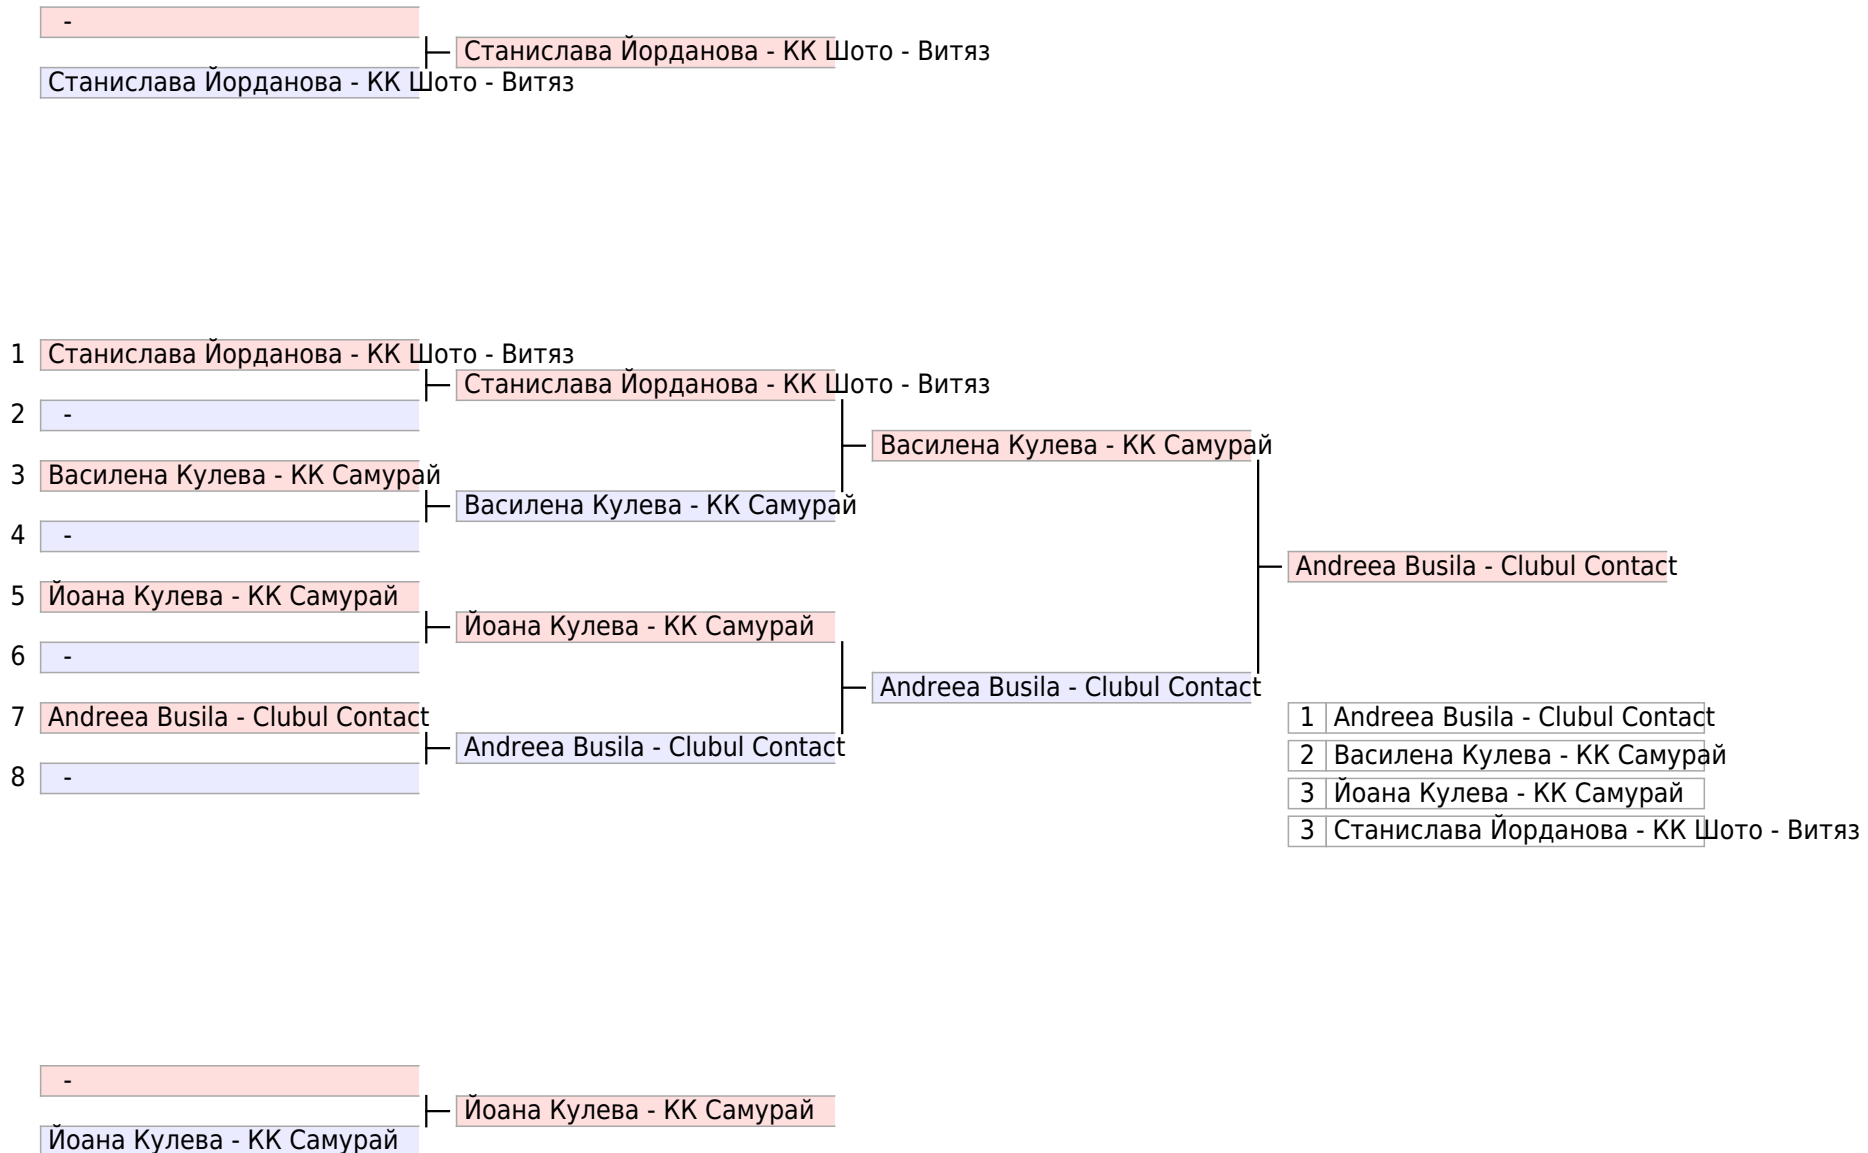 -
Станислава Йорданова - КК Шото - Витяз
Станислава Йорданова - КК Шото - Витяз
1 Станислава Йорданова - КК Шото - Витяз
Станислава Йорданова - КК Шото - Витяз
2 -
Василена Кулева - КК Самурай
3 Василена Кулева - КК Самурай
Василена Кулева - КК Самурай
4 -
Andreea Busila - Clubul Contact
5 Йоана Кулева - КК Самурай
Йоана Кулева - КК Самурай
6 -
Andreea Busila - Clubul Contact
7 Andreea Busila - Clubul Contact
Andreea Busila - Clubul Contact
8 -
1 Andreea Busila - Clubul Contact
2 Василена Кулева - КК Самурай
3 Йоана Кулева - КК Самурай
3 Станислава Йорданова - КК Шото - Витяз
-
Йоана Кулева - КК Самурай
Йоана Кулева - КК Самурай